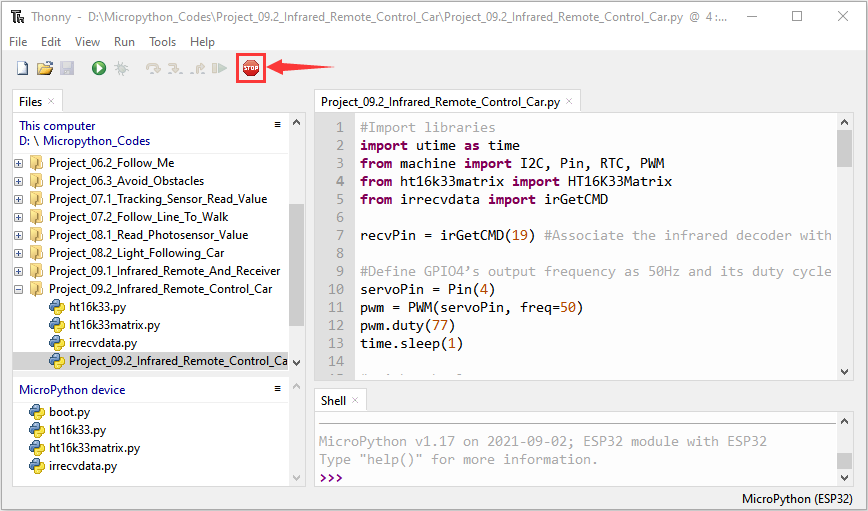 Thonny - D:\Micropython_Codes\Project_09.2_Infrared_Remote_Control_Car\Project_09.2_Infrared_Remote_Control_Car.py @ 4 :...
File Edit View Run Tools Help
STOP
Files
This computer
D: \ Micropython_Codes
Project_06.2_Follow_Me
Project_06.3_Avoid_Obstacles
Project_07.1_Tracking_Sensor_Read_Value
Project_07.2_Follow_Line_To_Walk
Project_08.1_Read_Photosensor_Value
Project_08.2_Light_Following_Car
Project_09.1_Infrared_Remote_And_Receiver
Project_09.2_Infrared_Remote_Control_Car
ht16k33.py
ht16k33matrix.py
irrecvdata.py
Project_09.2_Infrared_Remote_Control_Ca
MicroPython device
boot.py
ht16k33.py
ht16k33matrix.py
irrecvdata.py
Project_09.2_Infrared_Remote_Control_Car.py
1 #Import libraries
2 import utime as time
3 from machine import I2C, Pin, RTC, PWM
4 from ht16k33matrix import HT16K33Matrix
5 from irrecvdata import irGetCMD
6
7 recvPin = irGetCMD(19) #Associate the infrared decoder with
8
9 #Define GPIO4’s output frequency as 50Hz and its duty cycle
10 servoPin = Pin(4)
11 pwm = PWM(servoPin, freq=50)
12 pwm.duty(77)
13 time.sleep(1)
14
Shell
MicroPython v1.17 on 2021-09-02; ESP32 module with ESP32
Type "help()" for more information.
>>>
MicroPython (ESP32)